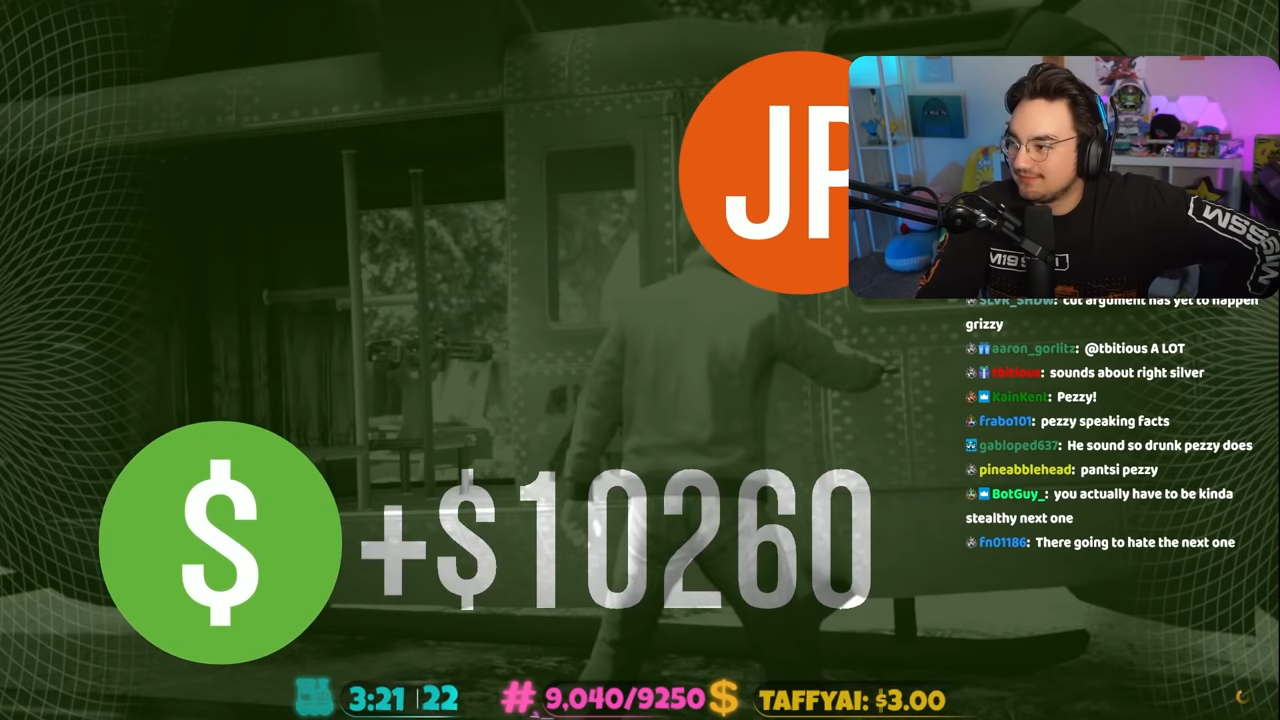 JP
M19
MISSM
SLVR_SHDW: cut argument has yet to happen
grizzy
aaron_gorlitz: @tbitious A LOT
tbitious: sounds about right silver
KainKent: Pezzy!
frabo101: pezzy speaking facts
gabloped637: He sound so drunk pezzy does
pineabblehead: pantsi pezzy
BotGuy_: you actually have to be kinda
stealthy next one
fn01186: There going to hate the next one
$ +$10260
3:21 | 22 # 9,040/9250 $ TAFFYAI: $3.00